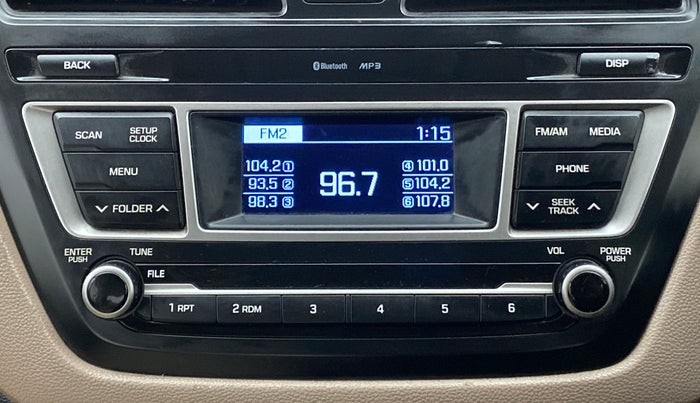 BACK Bluetooth MP3 DISP
SCAN SETUP CLOCK FM2 1:15 FM/AM MEDIA
104,2 1 4 101.0
MENU 93,5 2 96.7 5 104,2 PHONE
98,3 3 6 107,8
FOLDER SEEK TRACK
ENTER PUSH TUNE VOL POWER PUSH
FILE
1 RPT 2 RDM 3 4 5 6